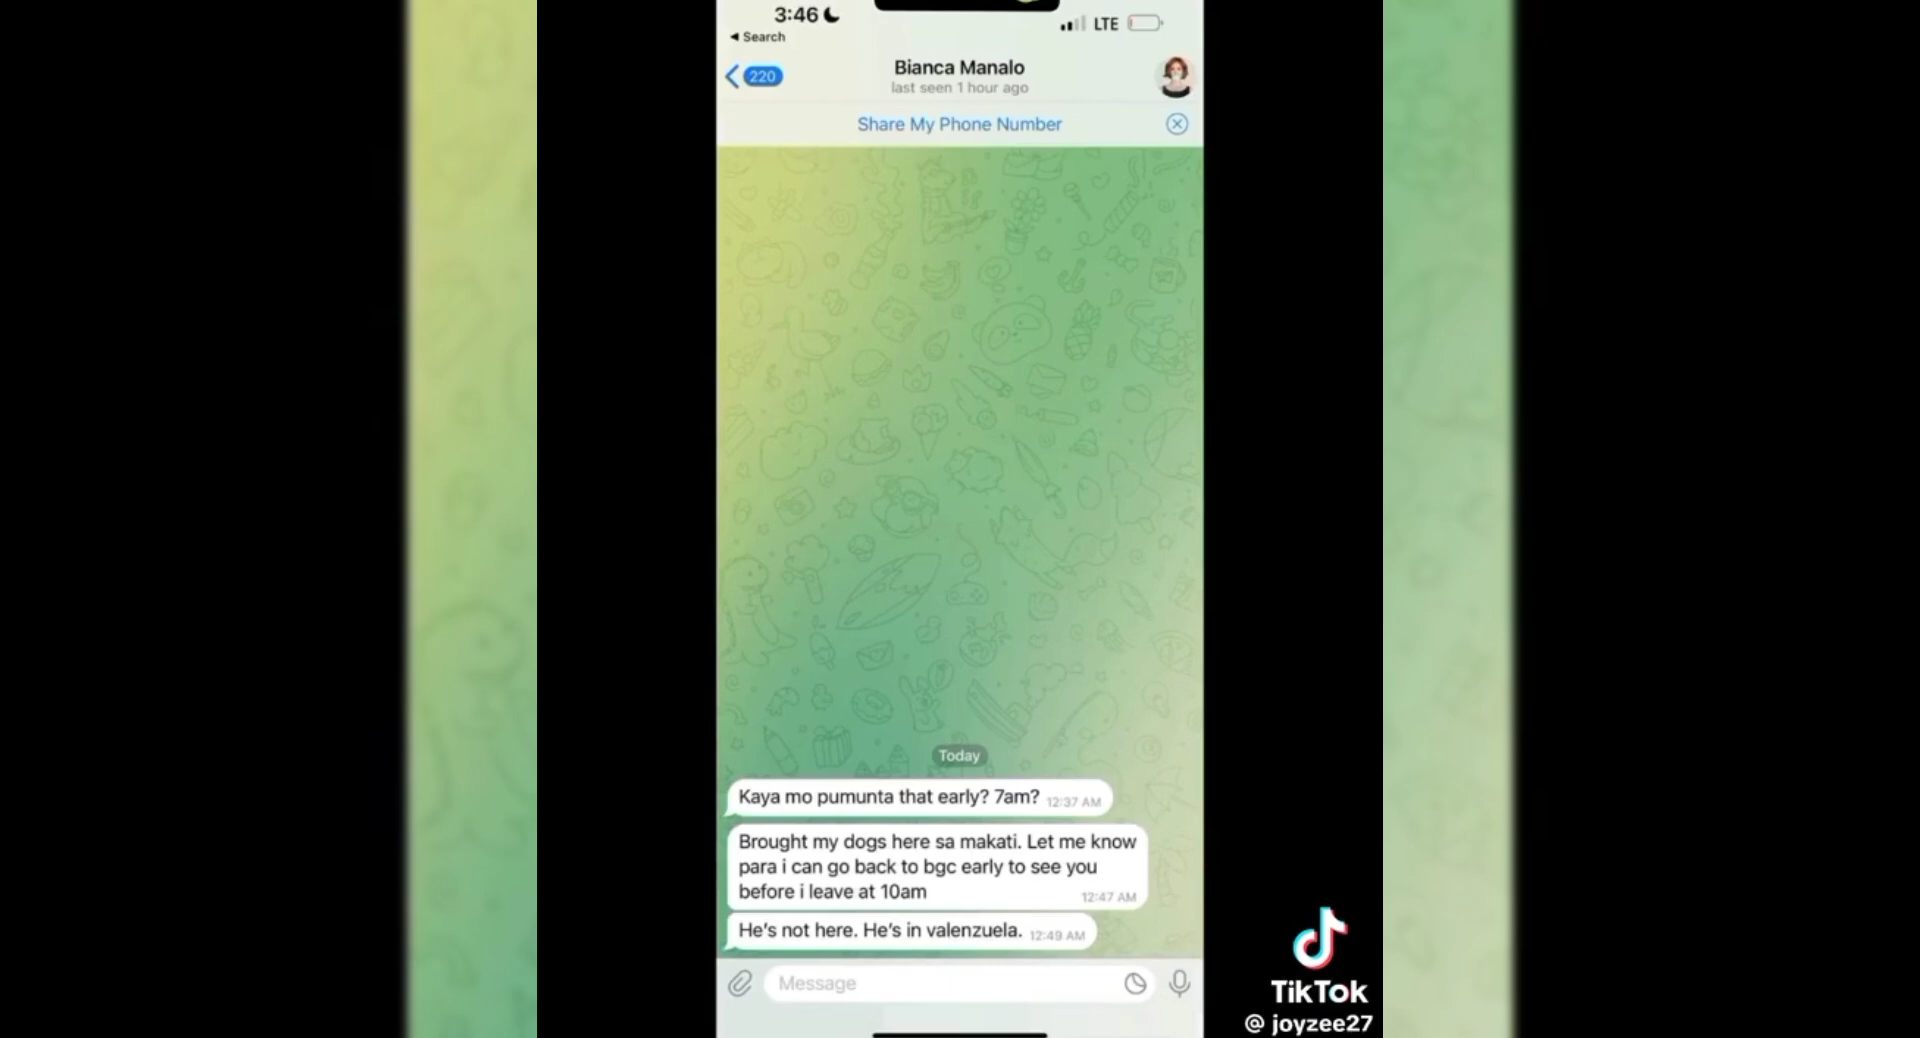 3:46
LTE
Search
220
Bianca Manalo
last seen 1 hour ago
Share My Phone Number
Today
Kaya mo pumunta that early? 7am? 12:37 AM
Brought my dogs here sa makati. Let me know
para i can go back to bgc early to see you
before i leave at 10am 12:47 AM
He's not here. He's in valenzuela. 12:49 AM
Message
TikTok
@ joyzee27